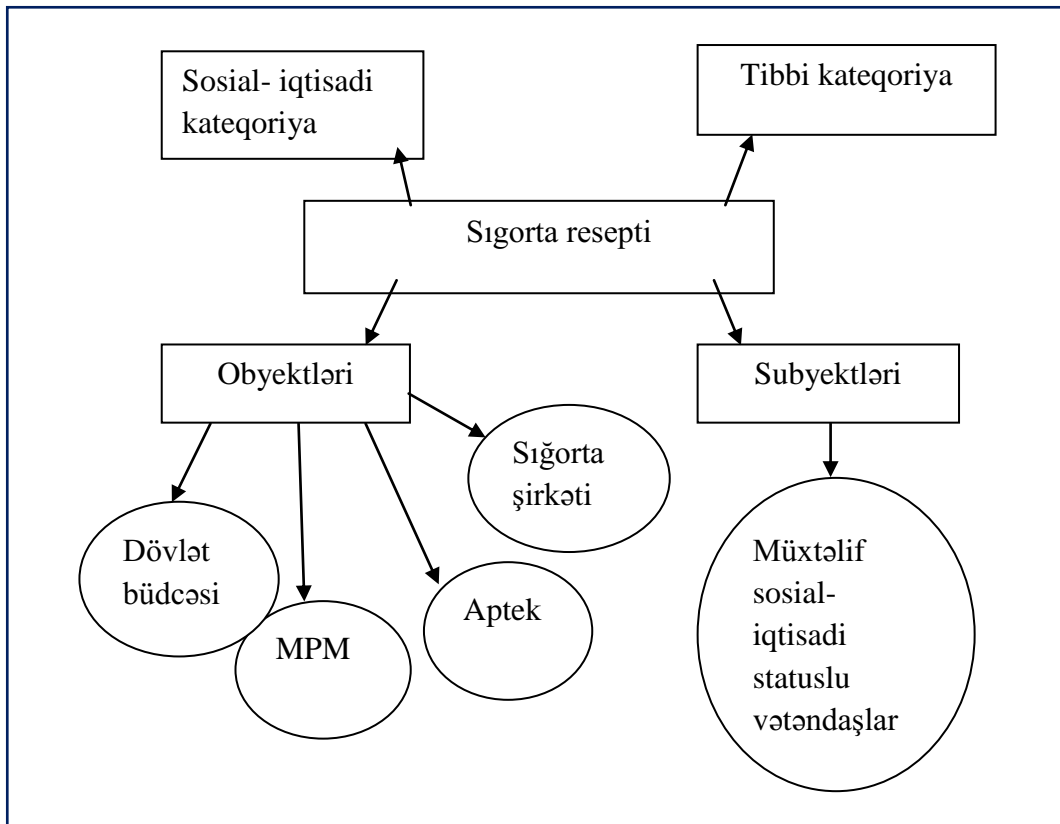 Sosial- iqtisadi
kateqoriya
Tibbi kateqoriya
Sıgorta resepti
Obyektləri
Subyektləri
Sığorta
şirkəti
Dövlət
büdcəsi
MPM
Aptek
Müxtəlif
sosial-
iqtisadi
statuslu
vətəndaşlar